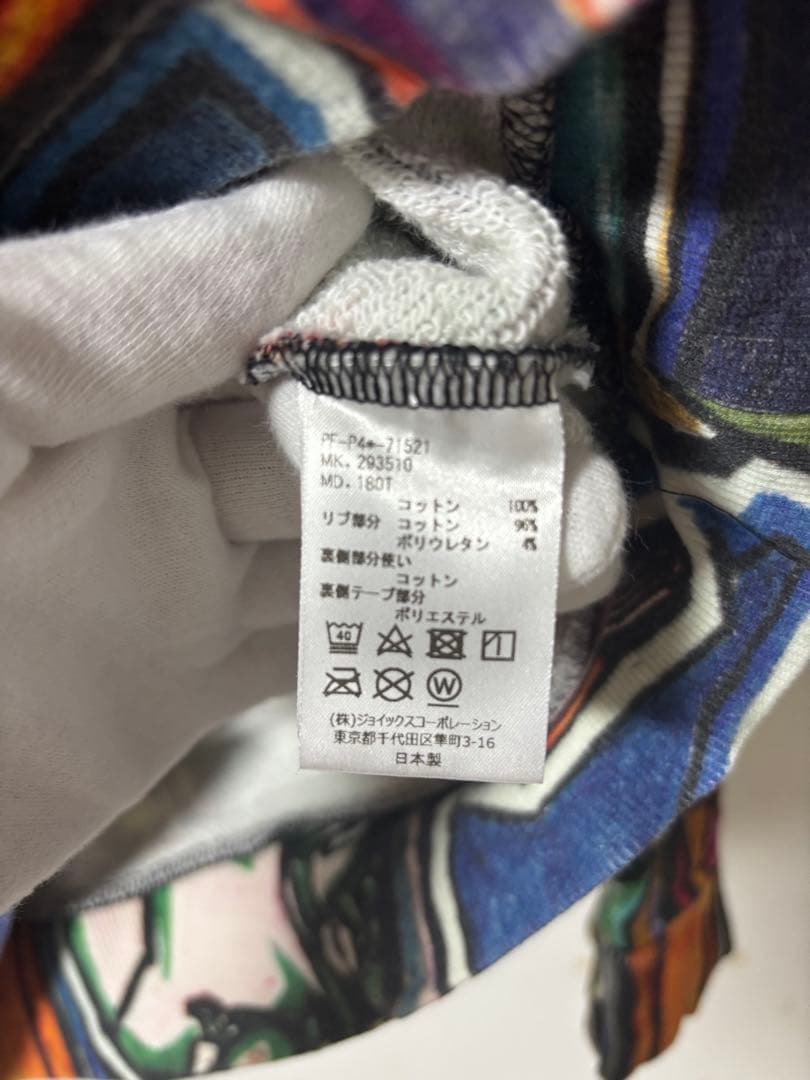 PF-P4*-71521
MK. 293510
MD. 180T
コットン 100%
リブ部分 コットン 96%
ポリウレタン 4%
裏側部分使い
コットン
裏側テープ部分
ポリエステル
40
W
(株)ジョイックスコーポレーション
東京都千代田区隼町3-16
日本製